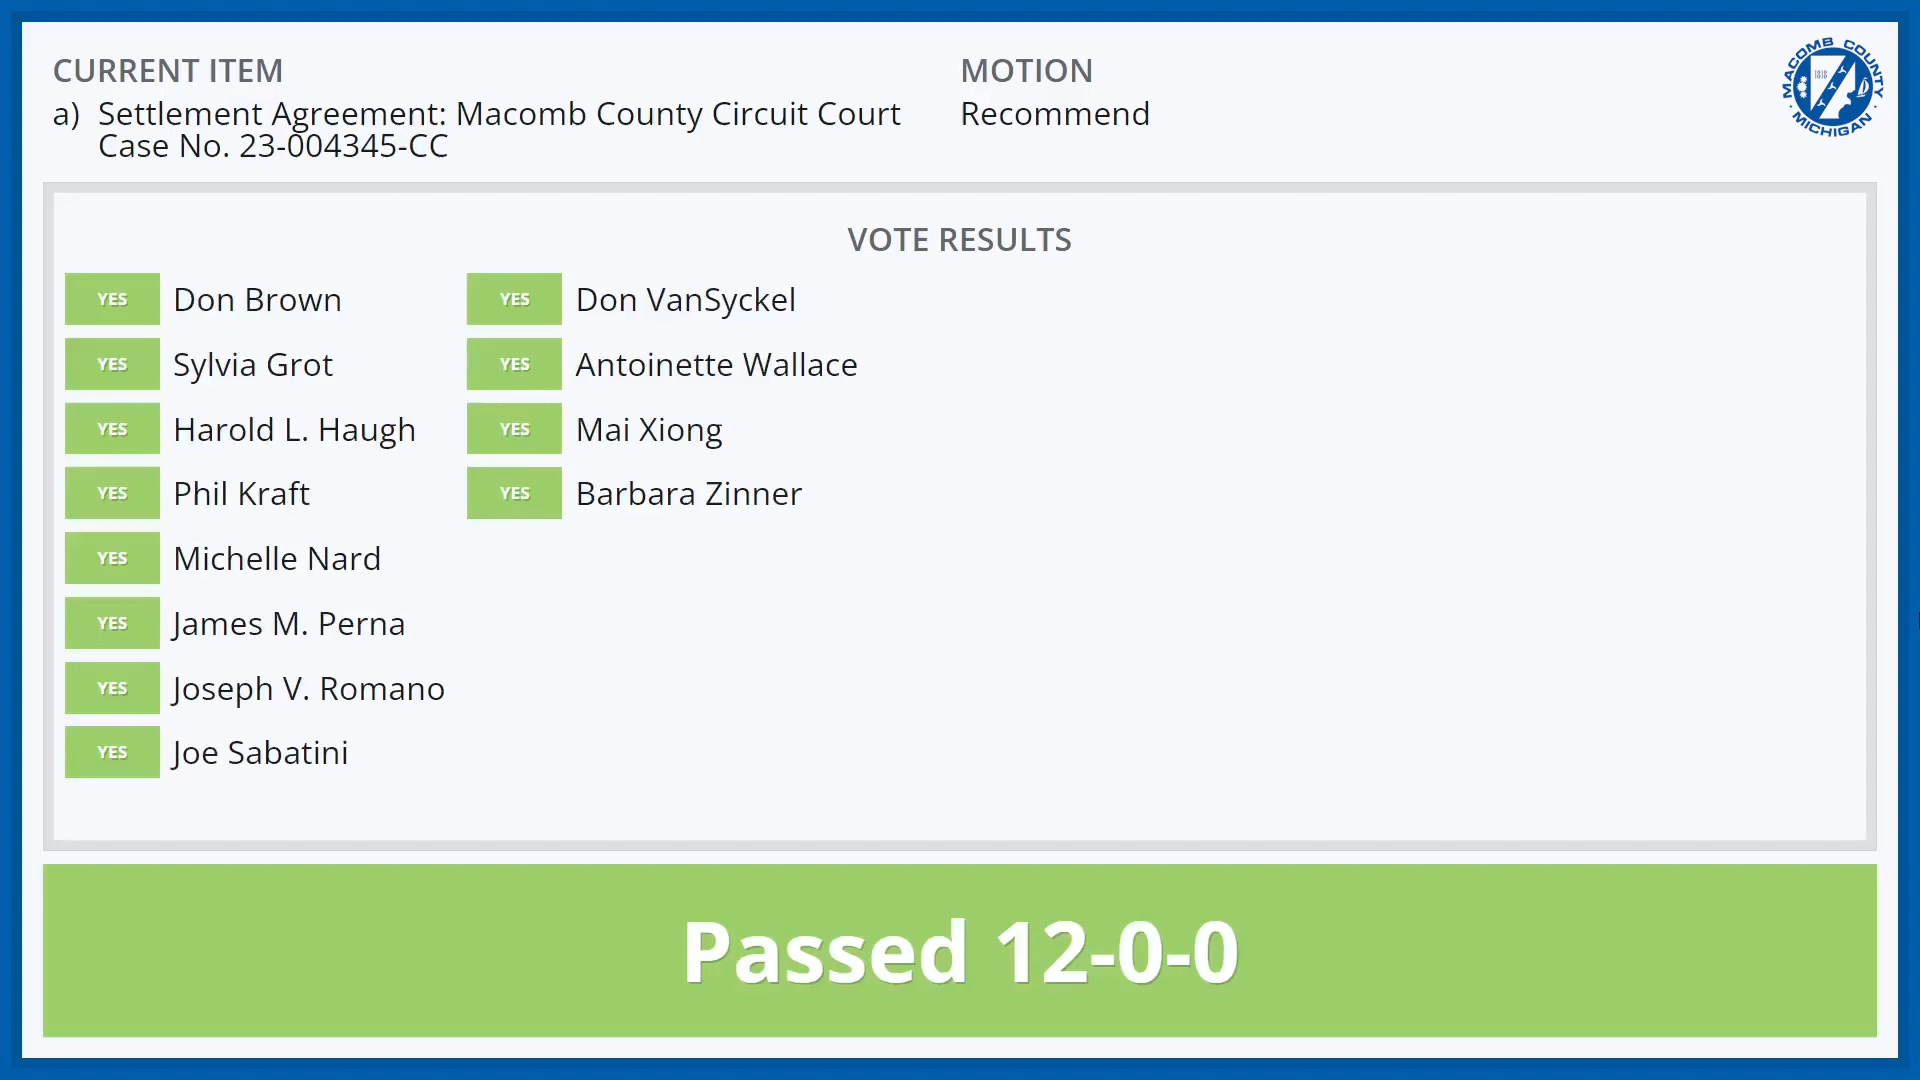 CURRENT ITEM
a) Settlement Agreement: Macomb County Circuit Court
Case No. 23-004345-CC
MOTION
Recommend
MACOMB COUNTY
MICHIGAN
1818
VOTE RESULTS
YES Don Brown
YES Sylvia Grot
YES Harold L. Haugh
YES Phil Kraft
YES Michelle Nard
YES James M. Perna
YES Joseph V. Romano
YES Joe Sabatini
YES Don VanSyckel
YES Antoinette Wallace
YES Mai Xiong
YES Barbara Zinner
Passed 12-0-0